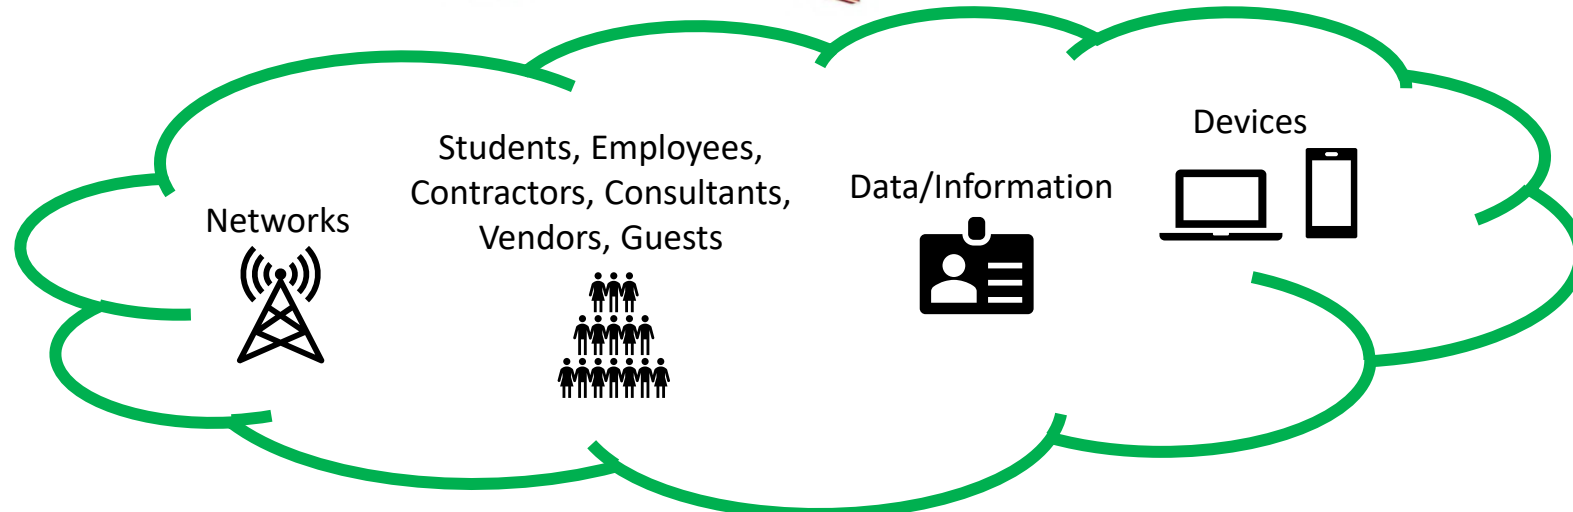 Networks
Students, Employees,
Contractors, Consultants,
Vendors, Guests
Data/Information
Devices